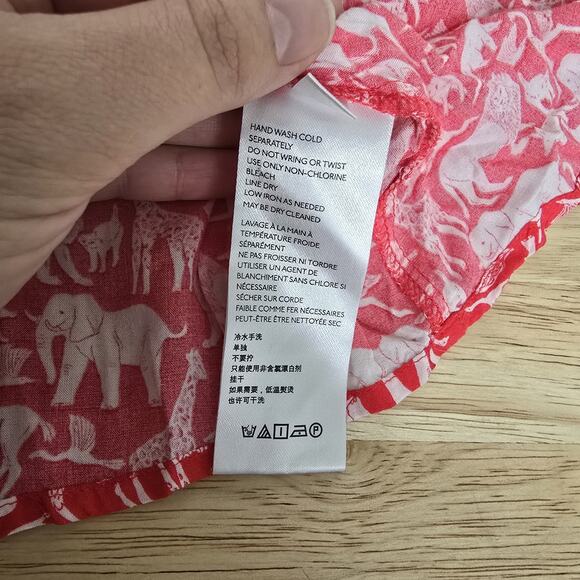 HAND WASH COLD
SEPARATELY
DO NOT WRING OR TWIST
USE ONLY NON-CHLORINE
BLEACH
LINE DRY
LOW IRON AS NEEDED
MAY BE DRY CLEANED
LAVAGE À LA MAIN À
TEMPÉRATURE FROIDE
SÉPARÉMENT
NE PAS FROISSER NI TORDRE
UTILISER UN AGENT DE
BLANCHIMENT SANS CHLORE SI
NÉCESSAIRE
SÉCHER SUR CORDE
FAIBLE COMME FER NÉCESSAIRES
PEUT-ÊTRE ÊTRE NETTOYÉE SEC
冷水手洗
单独
不要拧
只能使用非含氯漂白剂
挂干
如果需要，低温熨烫
也许可干洗
P